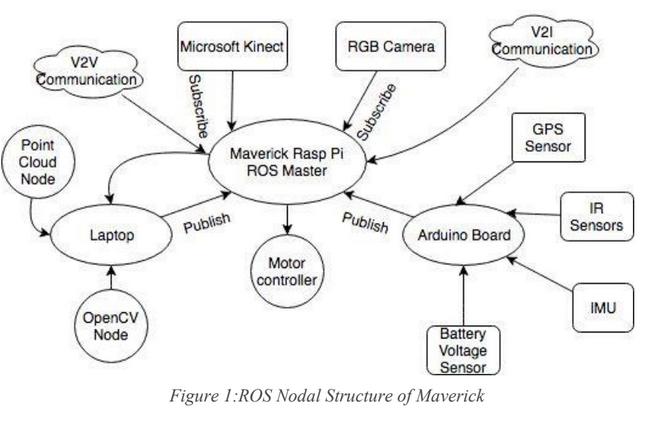 V2V
Communication
Microsoft Kinect
RGB Camera
V2I
Communication
Subscribe
Subscribe
Point
Cloud
Node
Maverick Rasp Pi
ROS Master
GPS
Sensor
IR
Sensors
Laptop
Publish
Publish
Arduino Board
Motor
controller
OpenCV
Node
IMU
Battery
Voltage
Sensor
Figure 1:ROS Nodal Structure of Maverick